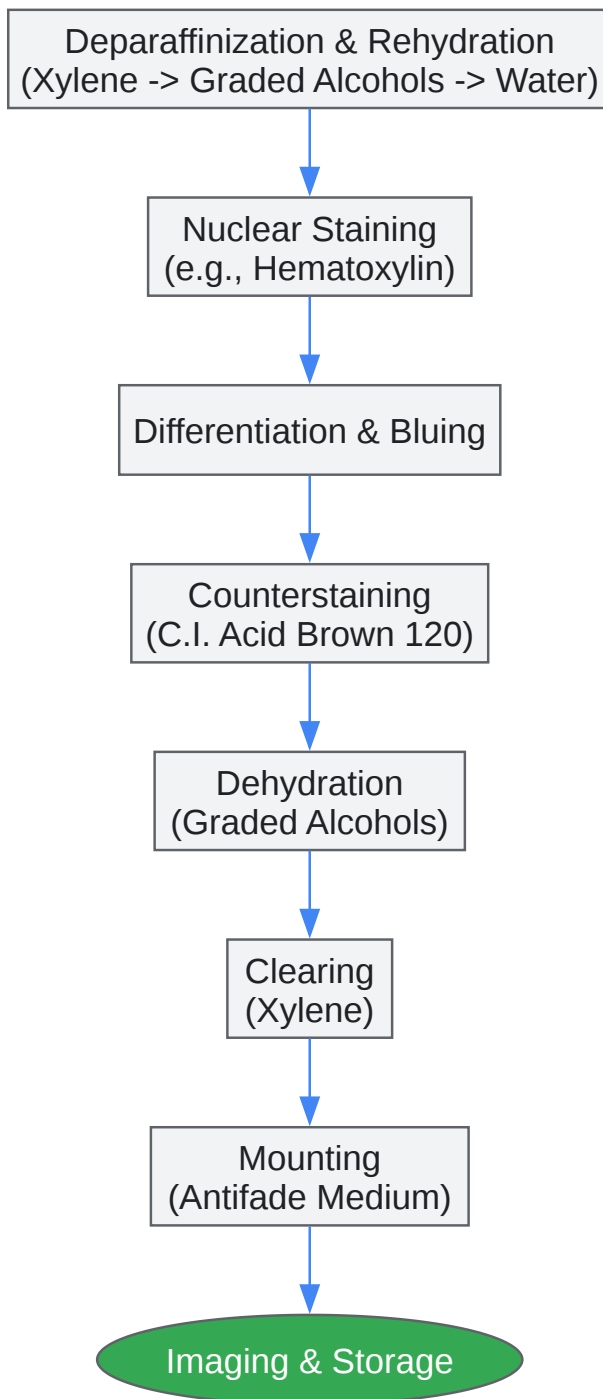 Deparaffinization & Rehydration
(Xylene -> Graded Alcohols -> Water)
Nuclear Staining
(e.g., Hematoxylin)
Differentiation & Bluing
Counterstaining
(C.I. Acid Brown 120)
Dehydration
(Graded Alcohols)
Clearing
(Xylene)
Mounting
(Antifade Medium)
Imaging & Storage